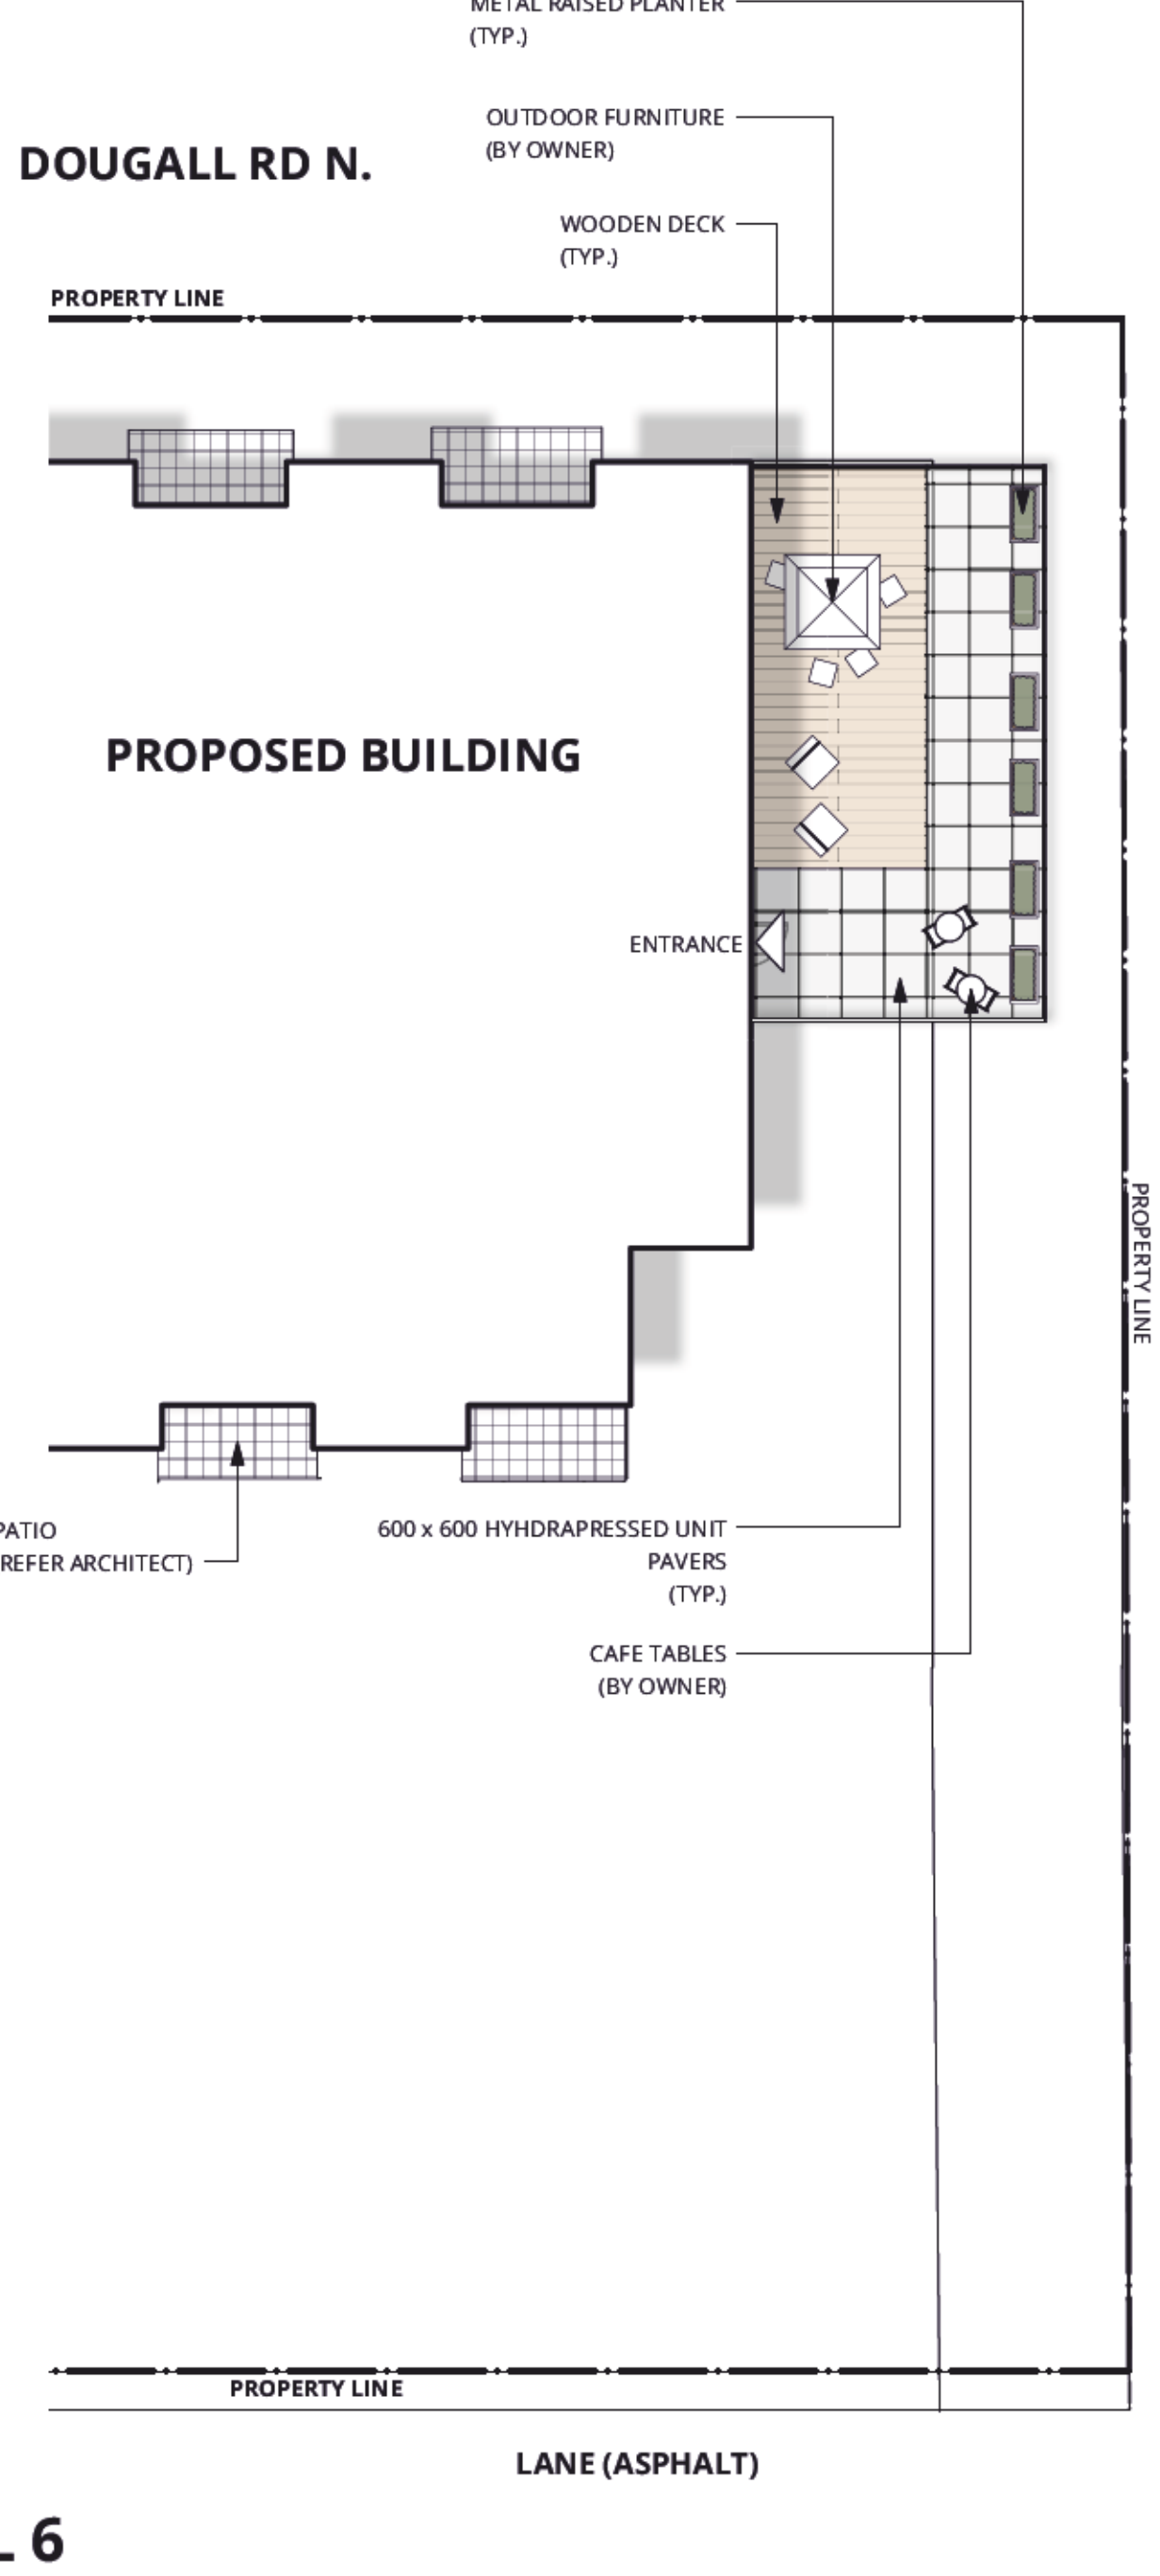 METAL RAISED PLANTER
(TYP.)
OUTDOOR FURNITURE
(BY OWNER)
DOUGALL RD N.
WOODEN DECK
(TYP.)
PROPERTY LINE
PROPOSED BUILDING
ENTRANCE
PROPERTY LINE
PATIO
REFER ARCHITECT)
600 x 600 HYHDRAPRESSED UNIT
PAVERS
(TYP.)
CAFE TABLES
(BY OWNER)
PROPERTY LINE
LANE (ASPHALT)
L 6